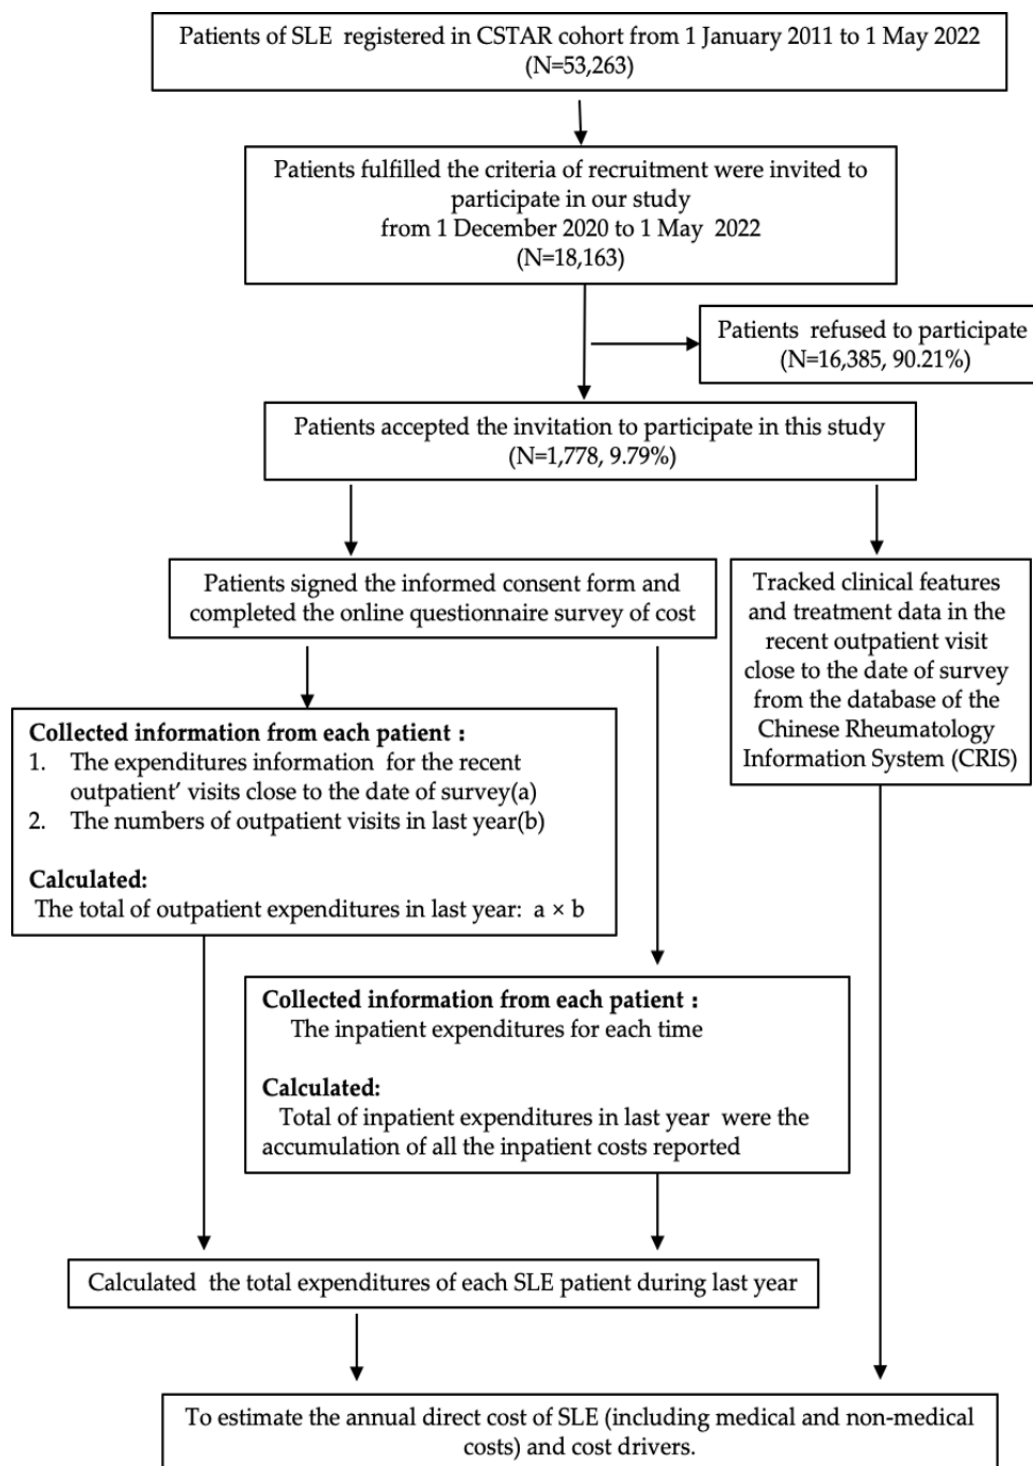 Patients of SLE registered in CSTAR cohort from 1 January 2011 to 1 May 2022
(N=53,263)
Patients fulfilled the criteria of recruitment were invited to
participate in our study
from 1 December 2020 to 1 May 2022
(N=18,163)
Patients refused to participate
(N=16,385, 90.21%)
Patients accepted the invitation to participate in this study
(N=1,778, 9.79%)
Patients signed the informed consent form and
completed the online questionnaire survey of cost
Tracked clinical features
and treatment data in the
recent outpatient visit
close to the date of survey
from the database of the
Chinese Rheumatology
Information System (CRIS)
Collected information from each patient :
1. The expenditures information for the recent
outpatient’ visits close to the date of survey(a)
2. The numbers of outpatient visits in last year(b)
Calculated:
The total of outpatient expenditures in last year: a × b
Collected information from each patient :
The inpatient expenditures for each time
Calculated:
Total of inpatient expenditures in last year were the
accumulation of all the inpatient costs reported
Calculated the total expenditures of each SLE patient during last year
To estimate the annual direct cost of SLE (including medical and non-medical
costs) and cost drivers.